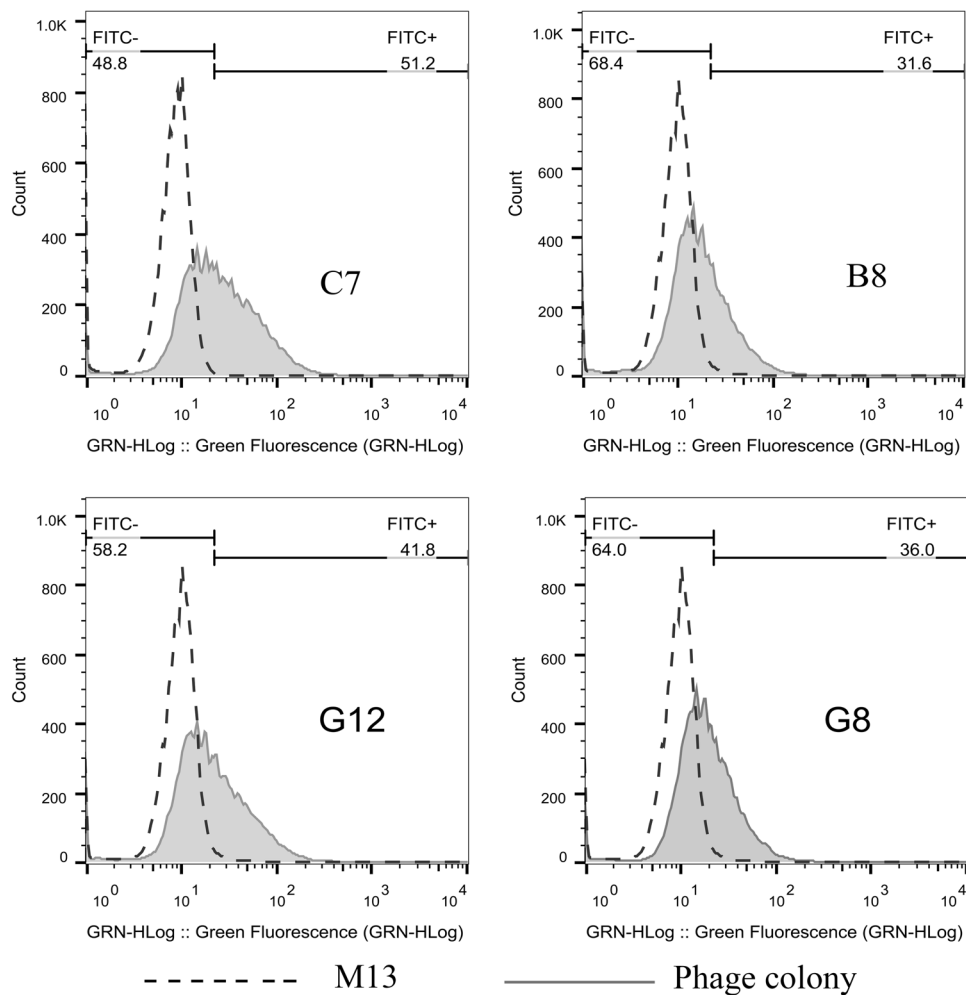 1.0K
FITC- FITC+
48.8 51.2
800
600
400
200
0
Count
C7
10^0 10^1 10^2 10^3 10^4
GRN-HLog :: Green Fluorescence (GRN-HLog)
1.0K
FITC- FITC+
68.4 31.6
800
600
400
200
0
Count
B8
10^0 10^1 10^2 10^3 10^4
GRN-HLog :: Green Fluorescence (GRN-HLog)
1.0K
FITC- FITC+
58.2 41.8
800
600
400
200
0
Count
G12
10^0 10^1 10^2 10^3 10^4
GRN-HLog :: Green Fluorescence (GRN-HLog)
1.0K
FITC- FITC+
64.0 36.0
800
600
400
200
0
Count
G8
10^0 10^1 10^2 10^3 10^4
GRN-HLog :: Green Fluorescence (GRN-HLog)
M13 Phage colony